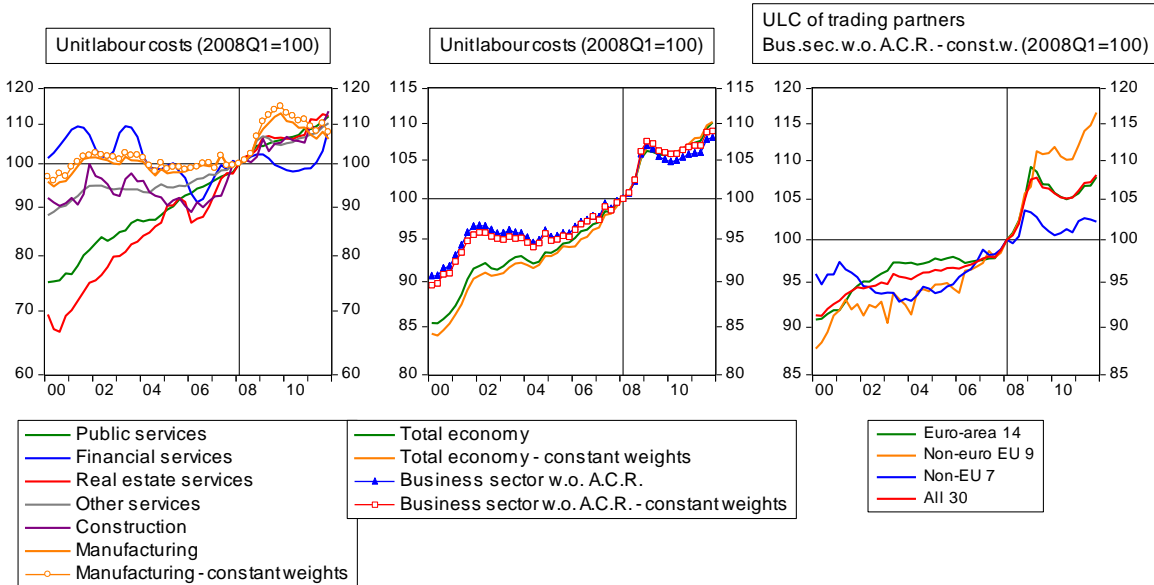 Unit labour costs (2008Q1=100)
120
110
100
90
80
70
60
120
110
100
90
80
70
60
00 02 04 06 08 10
Public services
Financial services
Real estate services
Other services
Construction
Manufacturing
Manufacturing - constant weights
Unit labour costs (2008Q1=100)
115
110
105
100
95
90
85
80
115
110
105
100
95
90
85
80
00 02 04 06 08 10
Total economy
Total economy - constant weights
Business sector w.o. A.C.R.
Business sector w.o. A.C.R. - constant weights
ULC of trading partners
Bus.sec. w.o. A.C.R. - const.w. (2008Q1=100)
120
115
110
105
100
95
90
85
120
115
110
105
100
95
90
85
00 02 04 06 08 10
Euro-area 14
Non-euro EU 9
Non-EU 7
All 30